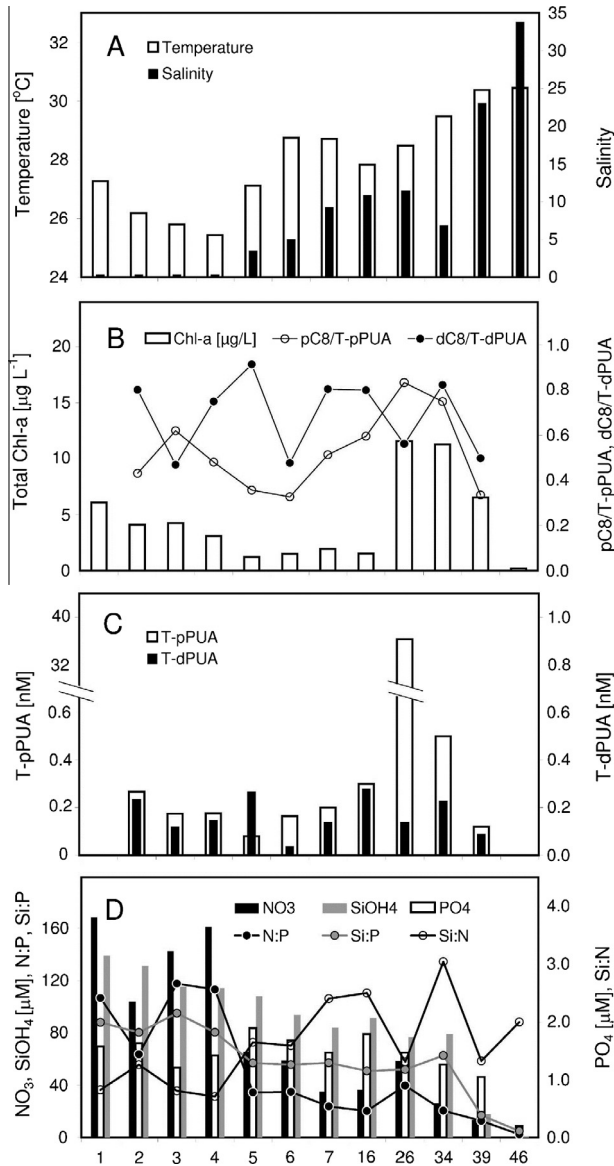 A
Temperature
Salinity
Temperature [°C]
32
30
28
26
24
Salinity
35
30
25
20
15
10
5
0
B
Chl-a [µg/L]
pC8/T-pPUA
dC8/T-dPUA
Total Chl-a [µg L⁻¹]
20
15
10
5
0
pC8/T-pPUA, dC8/T-dPUA
1.0
0.8
0.6
0.4
0.2
0.0
C
T-pPUA
T-dPUA
T-pPUA [nM]
40
32
0.6
0.4
0.2
0
T-dPUA [nM]
1.0
0.8
0.6
0.4
0.2
0.0
D
NO3
SiOH4
PO4
N:P
Si:P
Si:N
NO₃, SiOH₄ [µM], N:P, Si:P
160
120
80
40
0
PO₄ [µM], Si:N
4.0
3.0
2.0
1.0
0.0
1 2 3 4 5 6 7 16 26 34 39 46